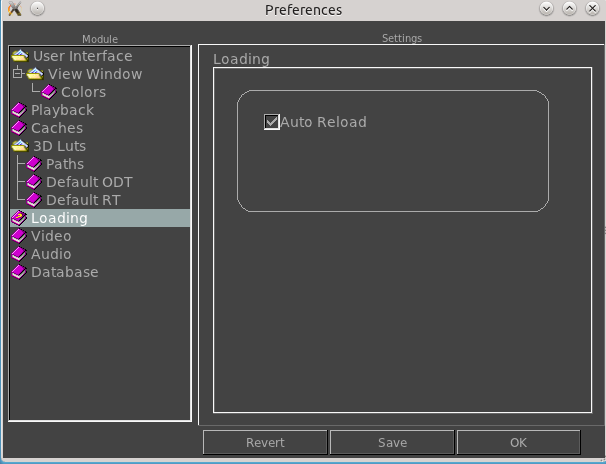 Preferences
Module
User Interface
View Window
Colors
Playback
Caches
3D Luts
Paths
Default ODT
Default RT
Loading
Video
Audio
Database
Settings
Loading
Auto Reload
Revert
Save
OK